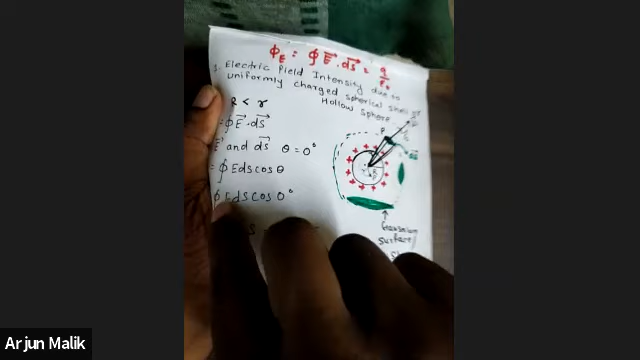 ϕE = ∮E⃗.ds⃗ = q/ε₀
Electric Field Intensity due to
uniformly charged spherical shell or
Hollow Sphere
R < r
= ∮E⃗.ds⃗
E⃗ and ds⃗ θ = 0°
= ∮Eds cos θ
∮Eds cos 0°
P
R
Gaussian
Surface
Arjun Malik